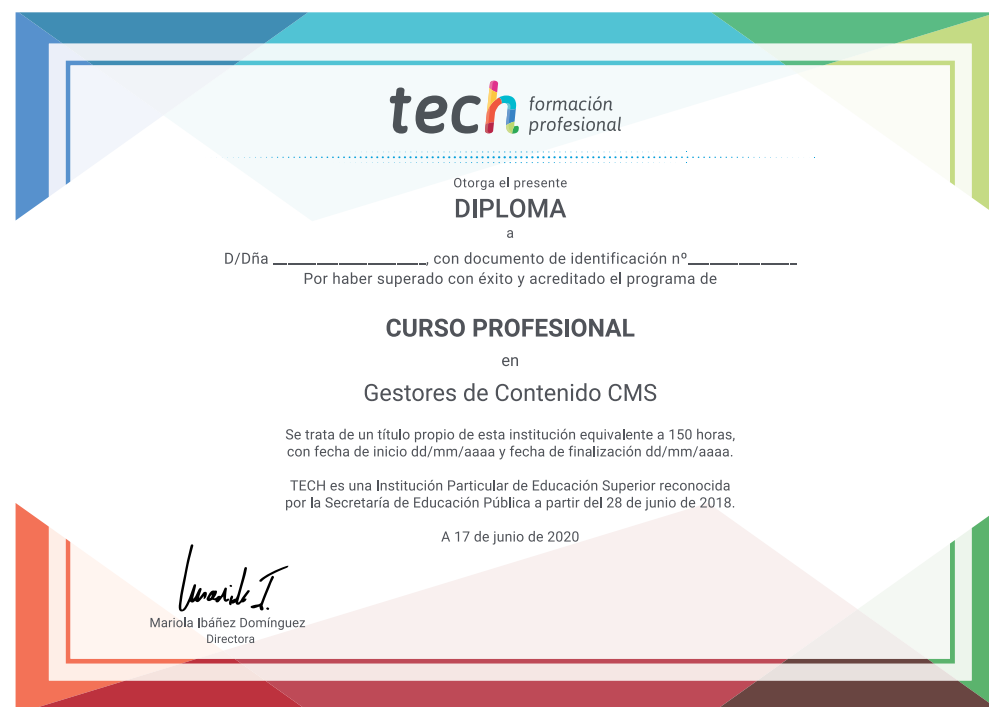 tech formación
profesional
Otorga el presente
DIPLOMA
a
D/Dña ____________________, con documento de identificación nº______________
Por haber superado con éxito y acreditado el programa de
CURSO PROFESIONAL
en
Gestores de Contenido CMS
Se trata de un título propio de esta institución equivalente a 150 horas,
con fecha de inicio dd/mm/aaaa y fecha de finalización dd/mm/aaaa.
TECH es una Institución Particular de Educación Superior reconocida
por la Secretaría de Educación Pública a partir del 28 de junio de 2018.
A 17 de junio de 2020
Mariola Ibáñez Domínguez
Directora